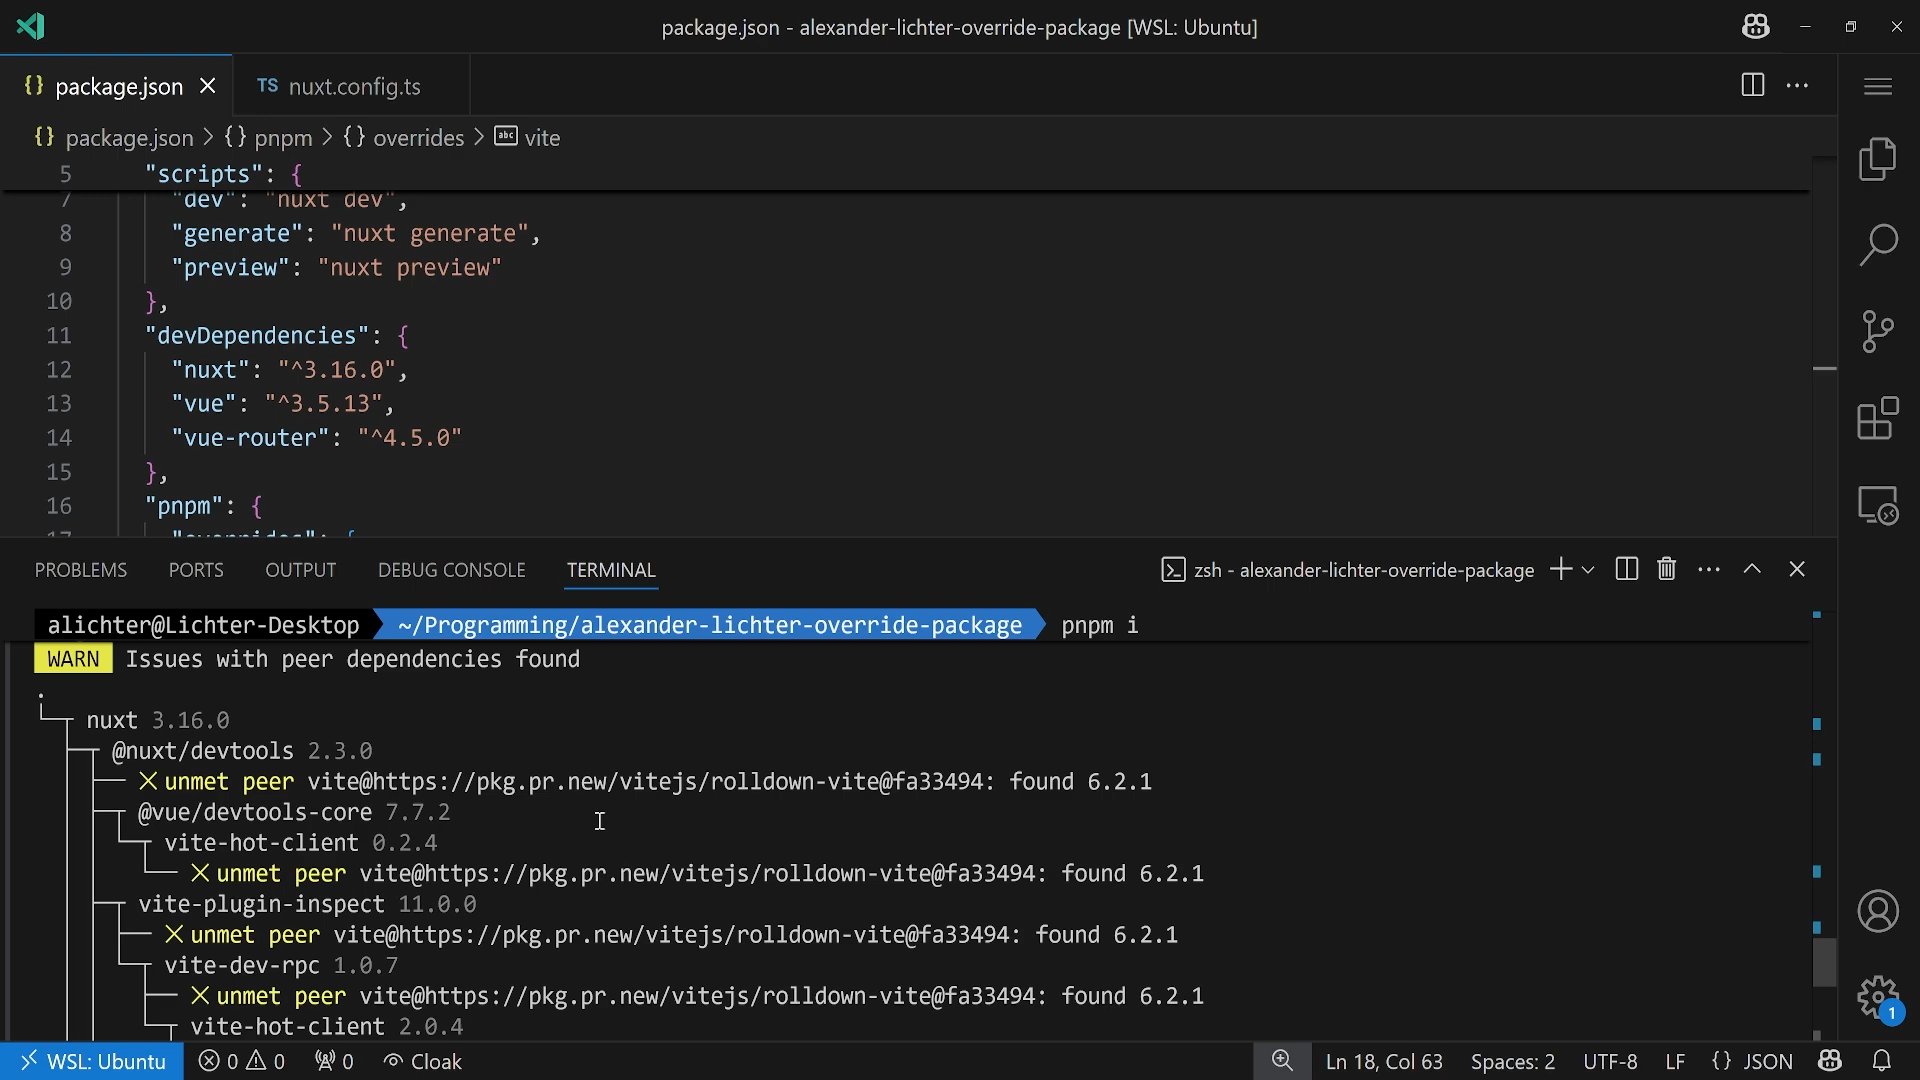 package.json - alexander-lichter-override-package [WSL: Ubuntu]
{} package.json
TS nuxt.config.ts
{} package.json > {} pnpm > {} overrides > abc vite
5 "scripts": {
7 "dev": "nuxt dev",
8 "generate": "nuxt generate",
9 "preview": "nuxt preview"
10 },
11 "devDependencies": {
12 "nuxt": "^3.16.0",
13 "vue": "^3.5.13",
14 "vue-router": "^4.5.0"
15 },
16 "pnpm": {
17 "overrides": {
PROBLEMS PORTS OUTPUT DEBUG CONSOLE TERMINAL
zsh - alexander-lichter-override-package
alichter@Lichter-Desktop ~/Programming/alexander-lichter-override-package pnpm i
WARN Issues with peer dependencies found
.
└─┬ nuxt 3.16.0
├─┬ @nuxt/devtools 2.3.0
│ ├── ✕ unmet peer vite@https://pkg.pr.new/vitejs/rolldown-vite@fa33494: found 6.2.1
│ ├─┬ @vue/devtools-core 7.7.2
│ │ └─┬ vite-hot-client 0.2.4
│ │   └── ✕ unmet peer vite@https://pkg.pr.new/vitejs/rolldown-vite@fa33494: found 6.2.1
│ ├─┬ vite-plugin-inspect 11.0.0
│ │ ├── ✕ unmet peer vite@https://pkg.pr.new/vitejs/rolldown-vite@fa33494: found 6.2.1
│ │ └─┬ vite-dev-rpc 1.0.7
│ │   ├── ✕ unmet peer vite@https://pkg.pr.new/vitejs/rolldown-vite@fa33494: found 6.2.1
│ │   └─┬ vite-hot-client 2.0.4
1
WSL: Ubuntu 0 0 0 Cloak
Ln 18, Col 63 Spaces: 2 UTF-8 LF {} JSON